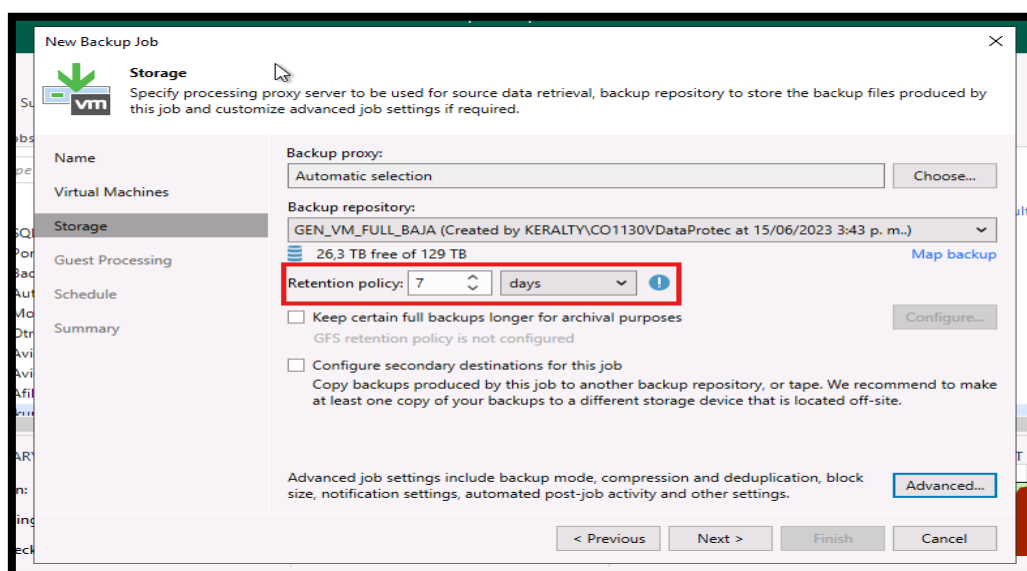 New Backup Job
Storage
Specify processing proxy server to be used for source data retrieval, backup repository to store the backup files produced by
this job and customize advanced job settings if required.
vm
Name
Virtual Machines
Storage
Guest Processing
Schedule
Summary
Backup proxy:
Automatic selection
Choose...
Backup repository:
GEN_VM_FULL_BAJA (Created by KERALTY\CO1130VDataProtec at 15/06/2023 3:43 p. m..)
26,3 TB free of 129 TB
Map backup
Retention policy: 7 days
Keep certain full backups longer for archival purposes
Configure...
GFS retention policy is not configured
Configure secondary destinations for this job
Copy backups produced by this job to another backup repository, or tape. We recommend to make
at least one copy of your backups to a different storage device that is located off-site.
Advanced job settings include backup mode, compression and deduplication, block
size, notification settings, automated post-job activity and other settings.
Advanced...
< Previous
Next >
Finish
Cancel